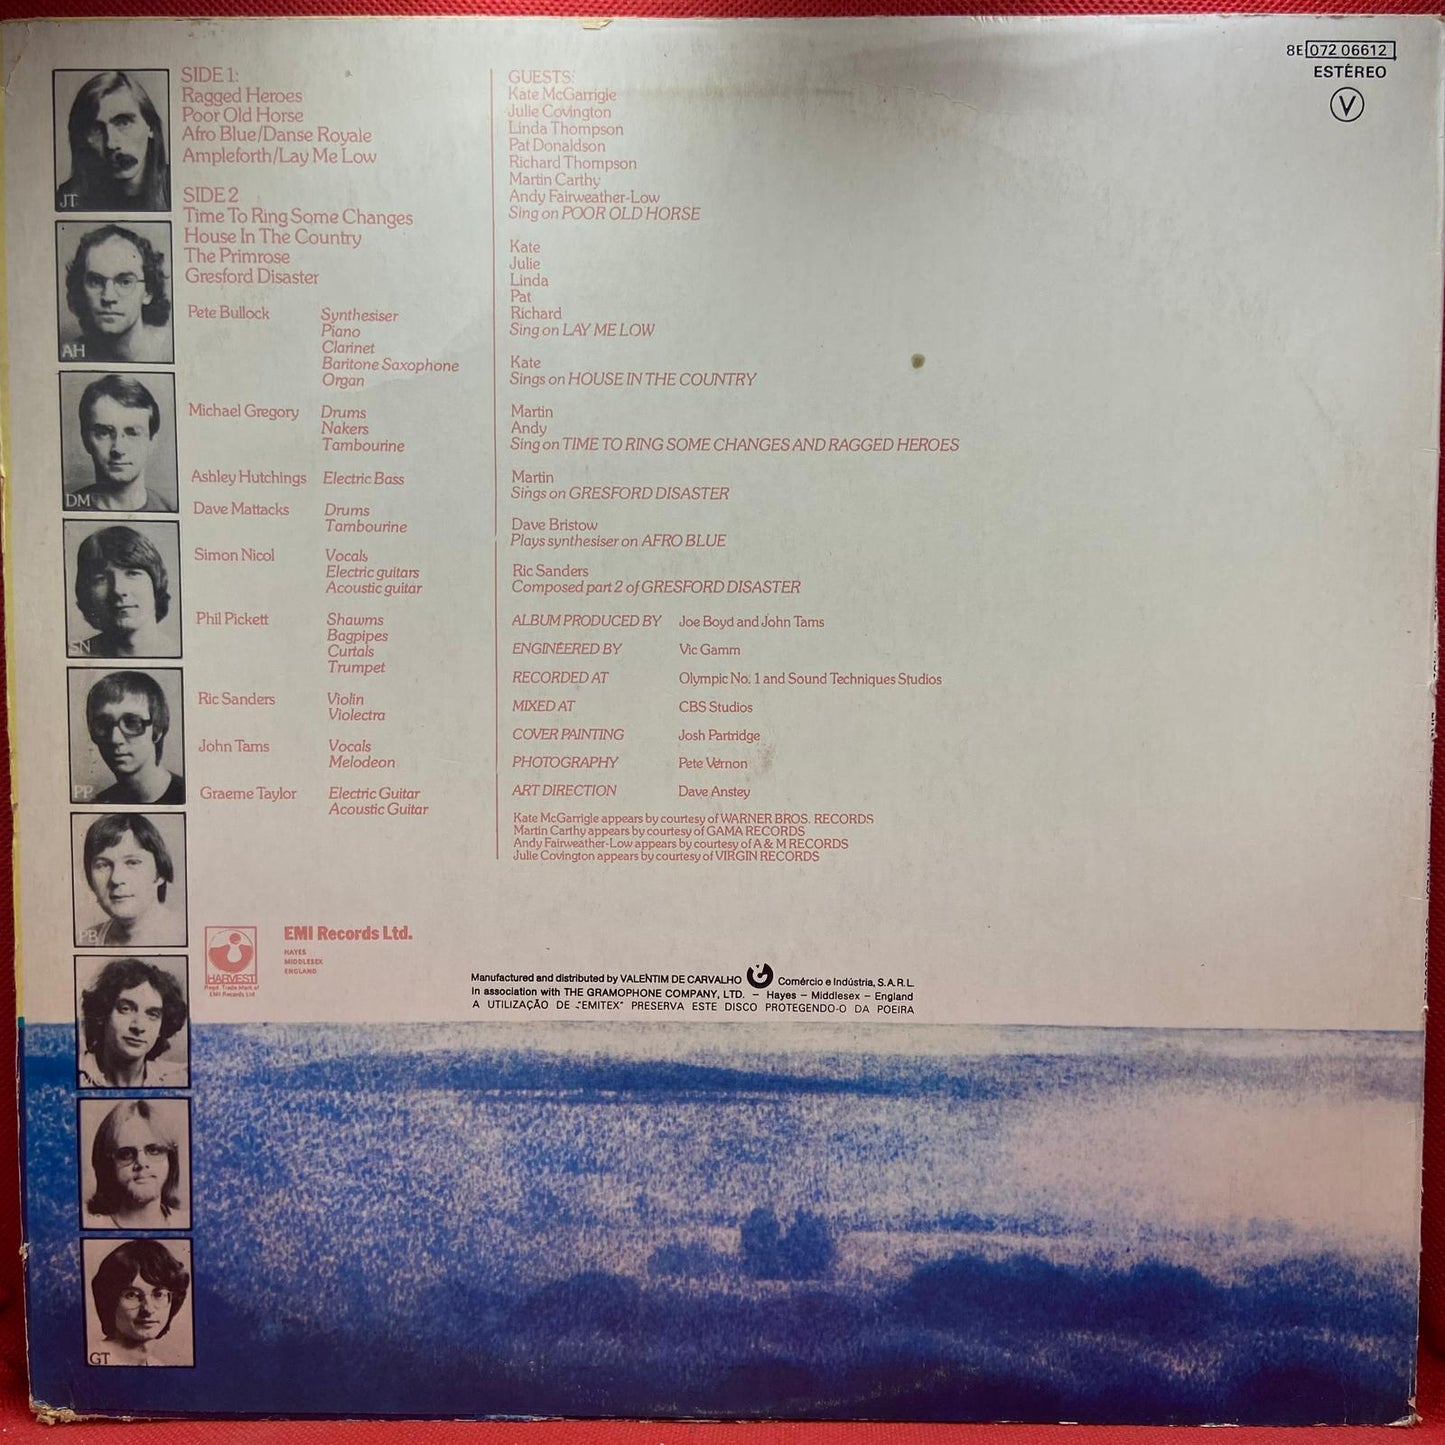 8E 072 06612
ESTÉREO
V
SIDE 1:
Ragged Heroes
Poor Old Horse
Afro Blue/Danse Royale
Ampleforth/Lay Me Low
SIDE 2
Time To Ring Some Changes
House In The Country
The Primrose
Gresford Disaster
Pete Bullock Synthesiser
Piano
Clarinet
Baritone Saxophone
Organ
Michael Gregory Drums
Nakers
Tambourine
Ashley Hutchings Electric Bass
Dave Mattacks Drums
Tambourine
Simon Nicol Vocals
Electric guitars
Acoustic guitar
Phil Pickett Shawms
Bagpipes
Curtals
Trumpet
Ric Sanders Violin
Violectra
John Tams Vocals
Melodeon
Graeme Taylor Electric Guitar
Acoustic Guitar
GUESTS:
Kate McGarrigle
Julie Covington
Linda Thompson
Pat Donaldson
Richard Thompson
Martin Carthy
Andy Fairweather-Low
Sing on POOR OLD HORSE
Kate
Julie
Linda
Pat
Richard
Sing on LAY ME LOW
Kate
Sings on HOUSE IN THE COUNTRY
Martin
Andy
Sing on TIME TO RING SOME CHANGES AND RAGGED HEROES
Martin
Sings on GRESFORD DISASTER
Dave Bristow
Plays synthesiser on AFRO BLUE
Ric Sanders
Composed part 2 of GRESFORD DISASTER
ALBUM PRODUCED BY Joe Boyd and John Tams
ENGINEERED BY Vic Gamm
RECORDED AT Olympic No. 1 and Sound Techniques Studios
MIXED AT CBS Studios
COVER PAINTING Josh Partridge
PHOTOGRAPHY Pete Vernon
ART DIRECTION Dave Anstey
Kate McGarrigle appears by courtesy of WARNER BROS. RECORDS
Martin Carthy appears by courtesy of GAMA RECORDS
Andy Fairweather-Low appears by courtesy of A & M RECORDS
Julie Covington appears by courtesy of VIRGIN RECORDS
JT
AH
DM
SN
PP
PB
GT
HARVEST
Regd. Trade Mark of
EMI Records Ltd
EMI Records Ltd.
HAYES
MIDDLESEX
ENGLAND
Manufactured and distributed by VALENTIM DE CARVALHO Comércio e Indústria, S.A.R.L.
In association with THE GRAMOPHONE COMPANY, LTD. – Hayes – Middlesex – England
A UTILIZAÇÃO DE "EMITEX" PRESERVA ESTE DISCO PROTEGENDO-O DA POEIRA